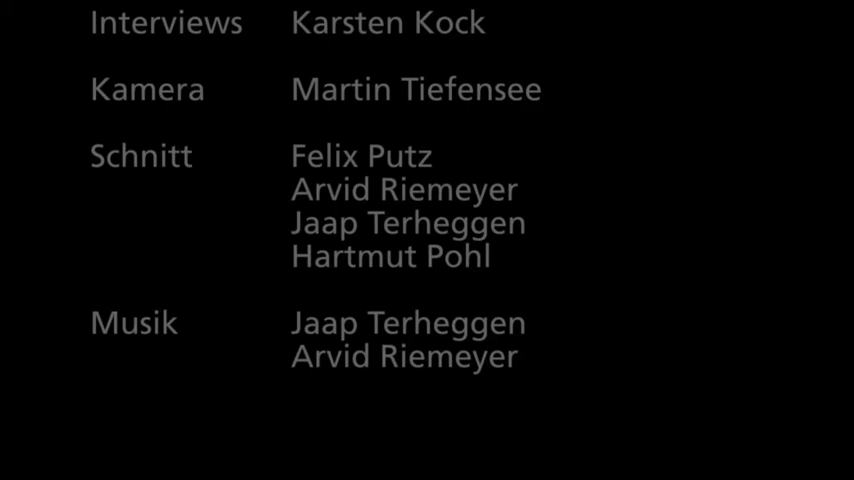 Interviews Karsten Kock
Kamera Martin Tiefensee
Schnitt Felix Putz
Arvid Riemeyer
Jaap Terheggen
Hartmut Pohl
Musik Jaap Terheggen
Arvid Riemeyer